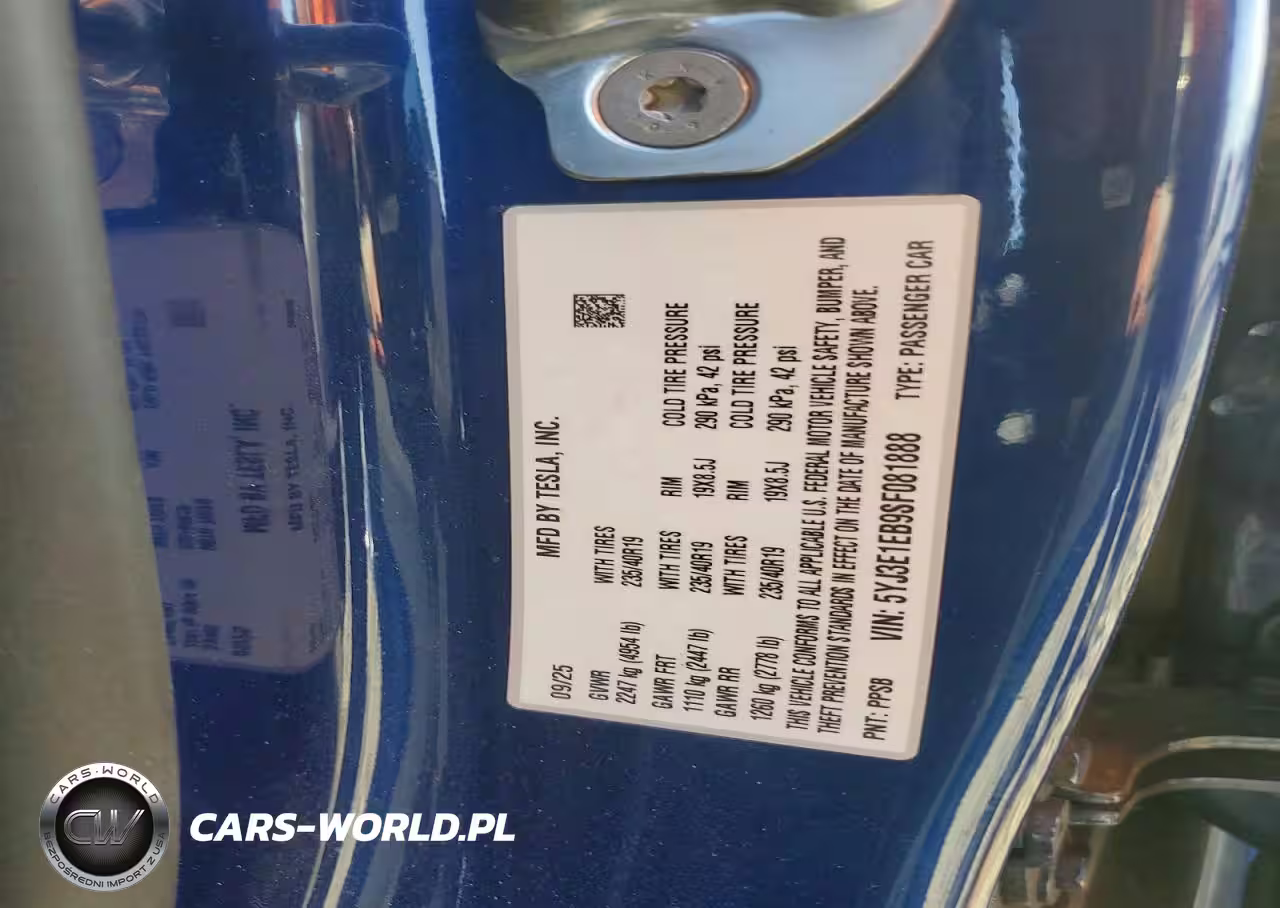 MFD BY TESLA, INC.
09/25
GVWR WITH TIRES
2247 kg (4954 lb) 235/40R19
GAWR FRT WITH TIRES RIM COLD TIRE PRESSURE
1110 kg (2447 lb) 235/40R19 19X8.5J 290 kPa, 42 psi
GAWR RR WITH TIRES RIM COLD TIRE PRESSURE
1260 kg (2778 lb) 235/40R19 19X8.5J 290 kPa, 42 psi
THIS VEHICLE CONFORMS TO ALL APPLICABLE U.S. FEDERAL MOTOR VEHICLE SAFETY, BUMPER, AND
THEFT PREVENTION STANDARDS IN EFFECT ON THE DATE OF MANUFACTURE SHOWN ABOVE.
PNT: PPSB VIN: 5YJ3E1EB9SF081888 TYPE: PASSENGER CAR
MFD BY TESLA, INC.
CARS-WORLD
CW
BEZPOŚREDNI IMPORT Z USA
CARS-WORLD.PL